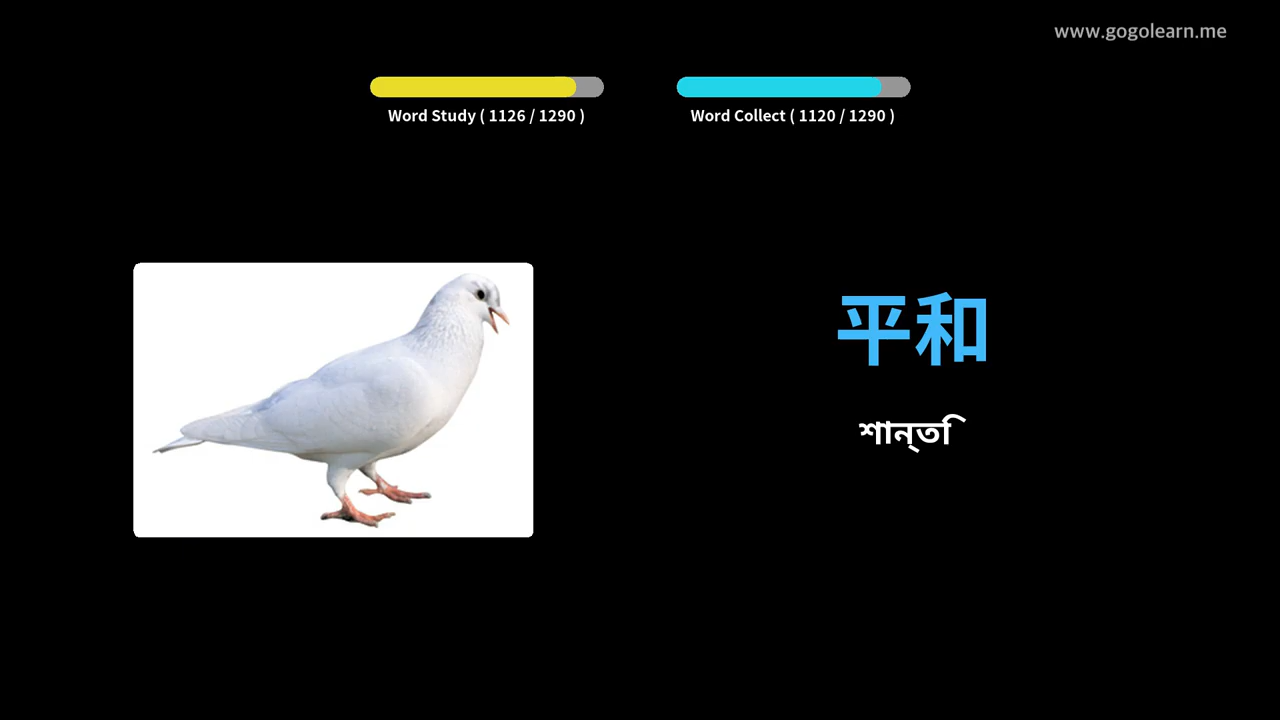 www.gogolearn.me
Word Study ( 1126 / 1290 )
Word Collect ( 1120 / 1290 )
平和
শান্তি